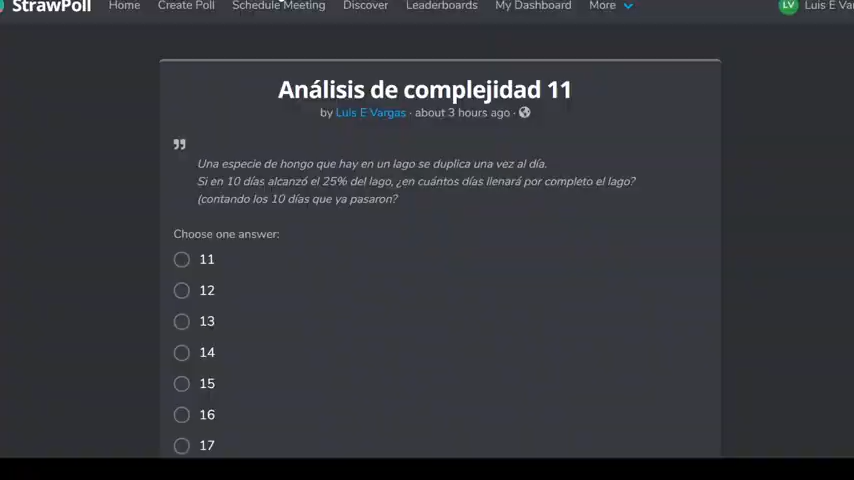 StrawPoll Home Create Poll Schedule Meeting Discover Leaderboards My Dashboard More LV Luis E
Análisis de complejidad 11
by Luis E Vargas · about 3 hours ago ·
Una especie de hongo que hay en un lago se duplica una vez al día.
Si en 10 días alcanzó el 25% del lago, ¿en cuántos días llenará por completo el lago?
(contando los 10 días que ya pasaron?
Choose one answer:
11
12
13
14
15
16
17